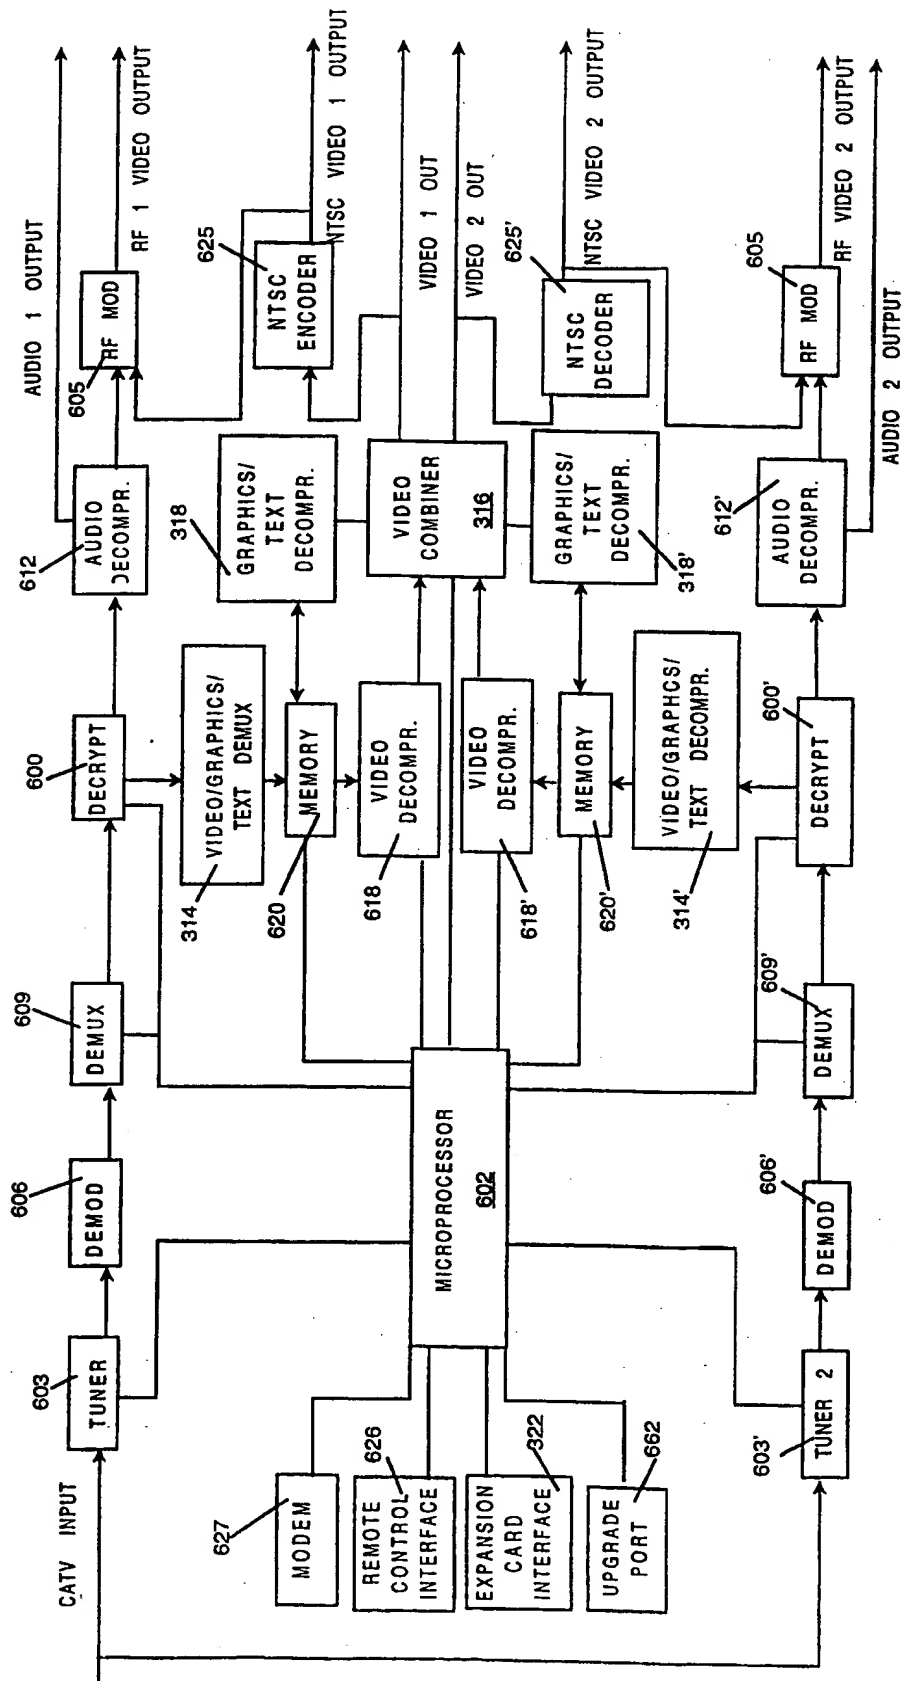 CATV INPUT
603
TUNER
606
DEMOD
609
DEMUX
600
DECRYPT
612
AUDIO
DECOMPR.
605
RF MOD
AUDIO 1 OUTPUT
RF 1 VIDEO OUTPUT
314
VIDEO/GRAPHICS/
TEXT DEMUX
318
GRAPHICS/
TEXT
DECOMPR.
625
NTSC
ENCODER
NTSC VIDEO 1 OUTPUT
620
MEMORY
618
VIDEO
DECOMPR.
VIDEO
COMBINER
316
VIDEO 1 OUT
VIDEO 2 OUT
627
MODEM
626
REMOTE
CONTROL
INTERFACE
322
EXPANSION
CARD
INTERFACE
662
UPGRADE
PORT
MICROPROCESSOR
602
618'
VIDEO
DECOMPR.
620'
MEMORY
318'
GRAPHICS/
TEXT
DECOMPR.
625'
NTSC
DECODER
NTSC VIDEO 2 OUTPUT
314'
VIDEO/GRAPHCS/
TEXT DECOMPR.
603'
TUNER 2
606'
DEMOD
609'
DEMUX
600'
DECRYPT
612'
AUDIO
DECOMPR.
605
RF MOD
RF VIDEO 2 OUTPUT
AUDIO 2 OUTPUT